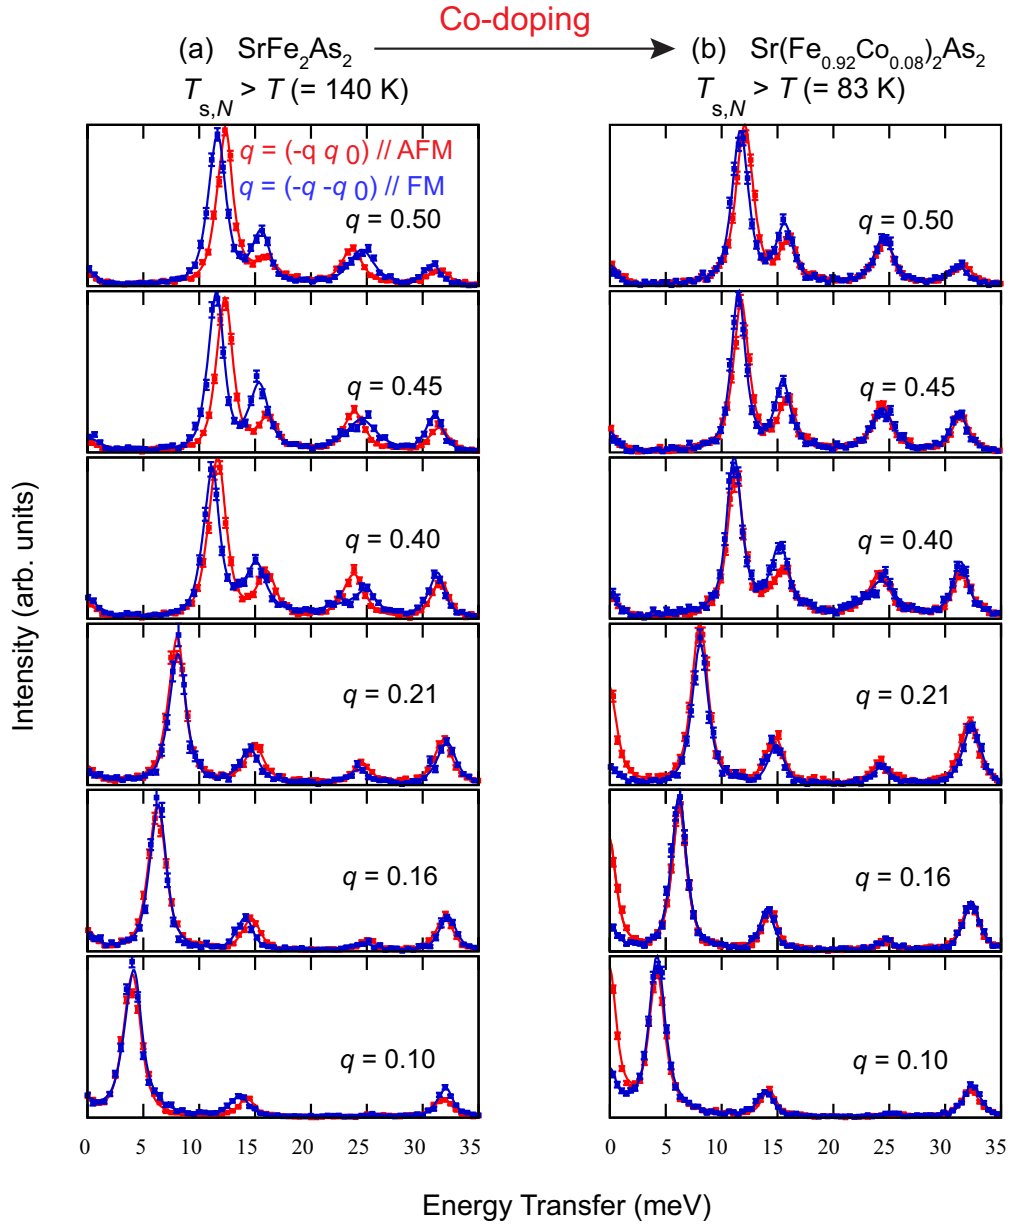 Co-doping
(a) SrFe2As2
(b) Sr(Fe0.92Co0.08)2As2
Ts,N > T (= 140 K)
Ts,N > T (= 83 K)
q = (-q q 0) // AFM
q = (-q -q 0) // FM
q = 0.50
q = 0.50
q = 0.45
q = 0.45
q = 0.40
q = 0.40
q = 0.21
q = 0.21
q = 0.16
q = 0.16
q = 0.10
q = 0.10
Intensity (arb. units)
0 5 10 15 20 25 30 35
0 5 10 15 20 25 30 35
Energy Transfer (meV)